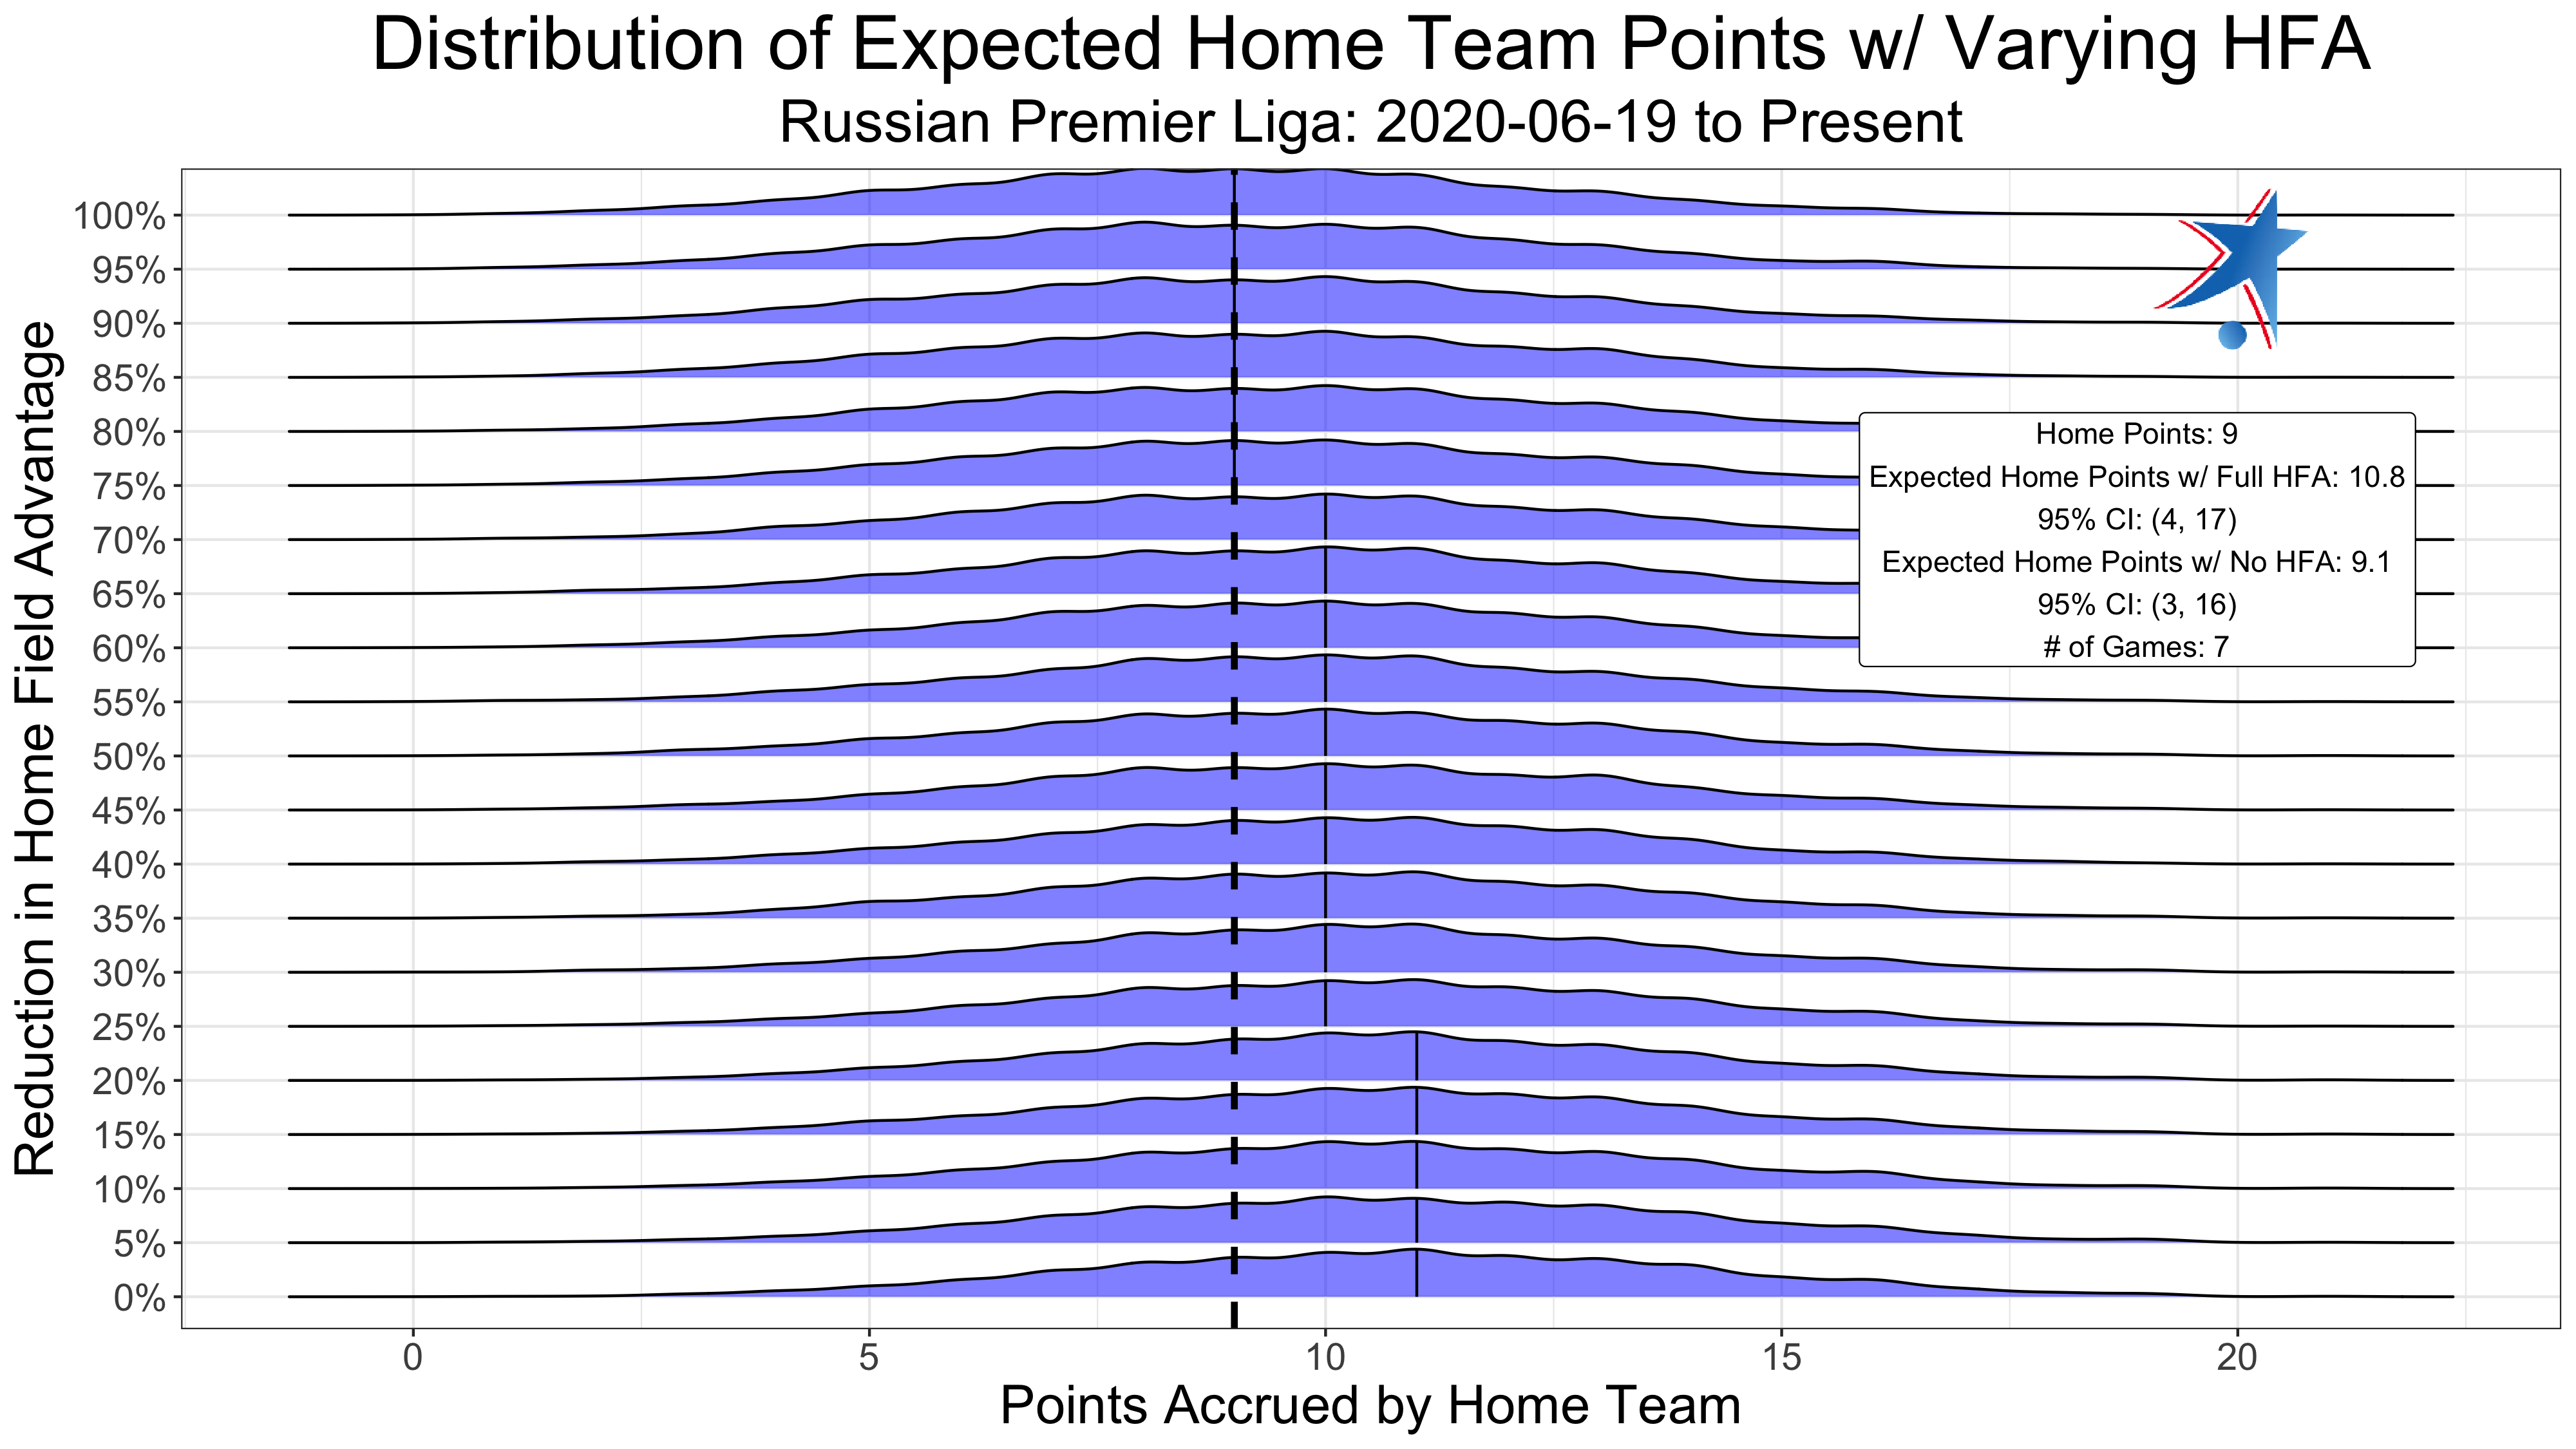 Distribution of Expected Home Team Points w/ Varying HFA
Russian Premier Liga: 2020-06-19 to Present
Reduction in Home Field Advantage
100%
95%
90%
85%
80%
75%
70%
65%
60%
55%
50%
45%
40%
35%
30%
25%
20%
15%
10%
5%
0%
Home Points: 9
Expected Home Points w/ Full HFA: 10.8
95% CI: (4, 17)
Expected Home Points w/ No HFA: 9.1
95% CI: (3, 16)
# of Games: 7
0 5 10 15 20
Points Accrued by Home Team